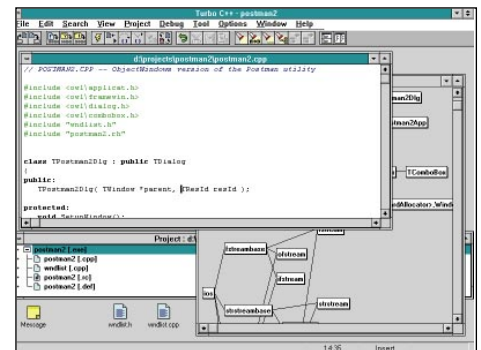 Turbo C++ - postman2
File Edit Search View Project Debug Tool Options Window Help
d:\projects\postman2\postman2.cpp
// POSTMAN2.CPP -- ObjectWindows version of the Postman utility
#include <owl\applicat.h>
#include <owl\framewin.h>
#include <owl\dialog.h>
#include <owl\combobox.h>
#include "wndlist.h"
#include "postman2.rh"
class TPostman2Dlg : public TDialog
{
public:
TPostman2Dlg( TWindow *parent, TResId resId );
protected:
void SetupWindow();
man2Dlg
tman2App
TComboBox
edAllocator>,Wind
Project : d:\
postman2 [.exe]
postman2 [.cpp]
wndlist [.cpp]
postman2 [.rc]
postman2 [.def]
fstreambase
ofstream
ifstream
ios
strstreambase
strstream
Message
wndlist.h
wndlist.cpp
14:35
Insert